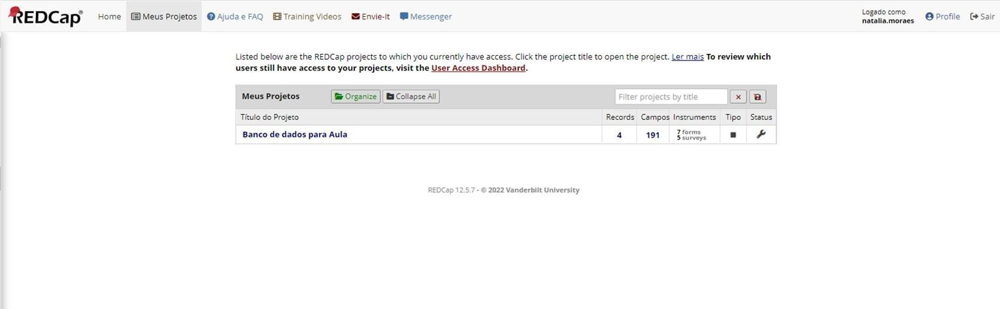 REDCap®
Home
Meus Projetos
Ajuda e FAQ
Training Videos
Envie-It
Messenger
Logado como
natalia.moraes
Profile
Sair
Listed below are the REDCap projects to which you currently have access. Click the project title to open the project. Ler mais To review which
users still have access to your projects, visit the User Access Dashboard.
Meus Projetos
Organize
Collapse All
Filter projects by title
Título do Projeto
Records
Campos
Instruments
Tipo
Status
Banco de dados para Aula
4
191
7 forms
5 surveys
REDCap 12.5.7 - © 2022 Vanderbilt University